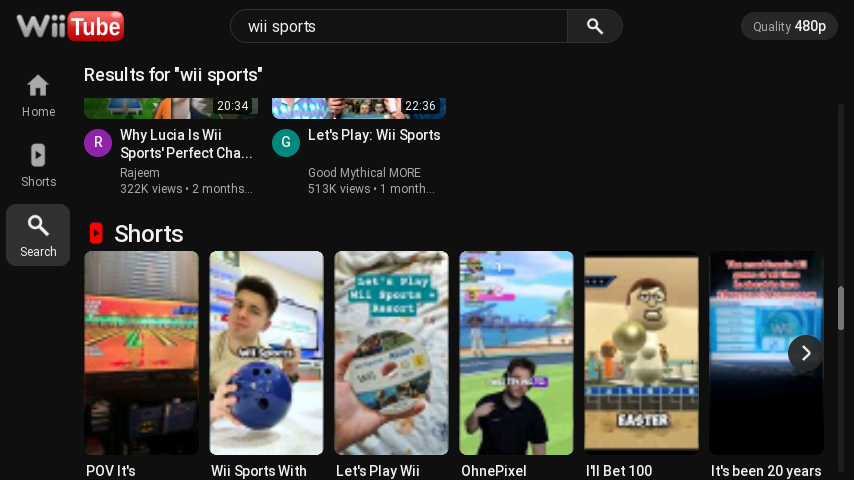 Wii Tube
wii sports
Quality 480p
Results for "wii sports"
Home
Shorts
Search
20:34
22:36
R
Why Lucia Is Wii
Sports' Perfect Cha...
Rajeem
322K views • 2 months...
G
Let's Play: Wii Sports
Good Mythical MORE
513K views • 1 month...
Shorts
Wii Sports
Let's Play
Wii Sports -
Resort
EASTER
POV It's
Wii Sports With
Let's Play Wii
OhnePixel
I'll Bet 100
It's been 20 years